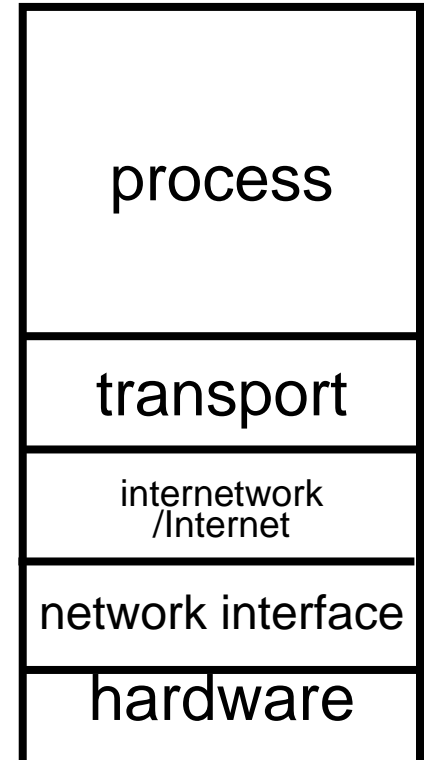 process
transport
internetwork
/Internet
network interface
hardware